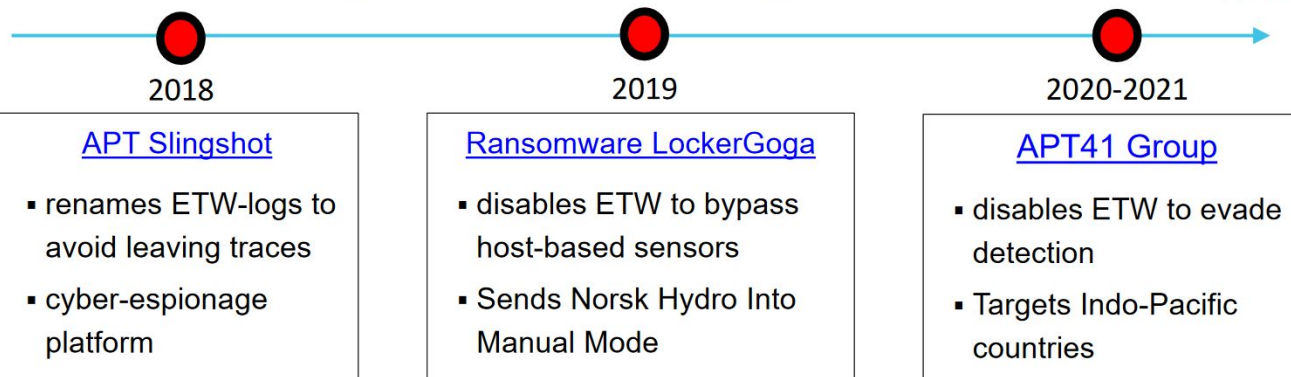 2018
2019
2020-2021
APT Slingshot
▪ renames ETW-logs to
avoid leaving traces
▪ cyber-espionage
platform
Ransomware LockerGoga
▪ disables ETW to bypass
host-based sensors
▪ Sends Norsk Hydro Into
Manual Mode
APT41 Group
▪ disables ETW to evade
detection
▪ Targets Indo-Pacific
countries